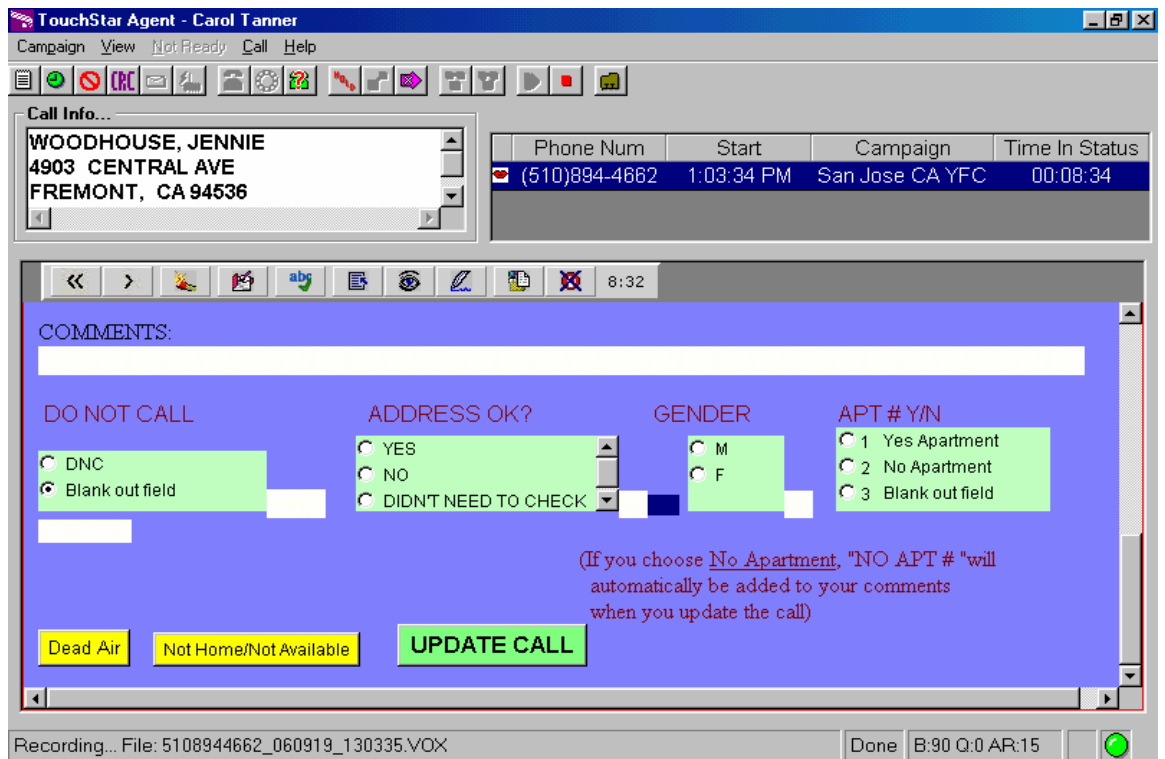 TouchStar Agent - Carol Tanner
Campaign View Not Ready Call Help
CRC
Call Info...
WOODHOUSE, JENNIE
4903 CENTRAL AVE
FREMONT, CA 94536
Phone Num Start Campaign Time In Status
(510)894-4662 1:03:34 PM San Jose CA YFC 00:08:34
abc 8:32
COMMENTS:
DO NOT CALL
DNC
Blank out field
ADDRESS OK?
YES
NO
DIDN'T NEED TO CHECK
GENDER
M
F
APT # Y/N
1 Yes Apartment
2 No Apartment
3 Blank out field
(If you choose No Apartment, "NO APT # "will
automatically be added to your comments
when you update the call)
Dead Air Not Home/Not Available UPDATE CALL
Recording... File: 5108944662_060919_130335.VOX Done B:90 Q:0 AR:15